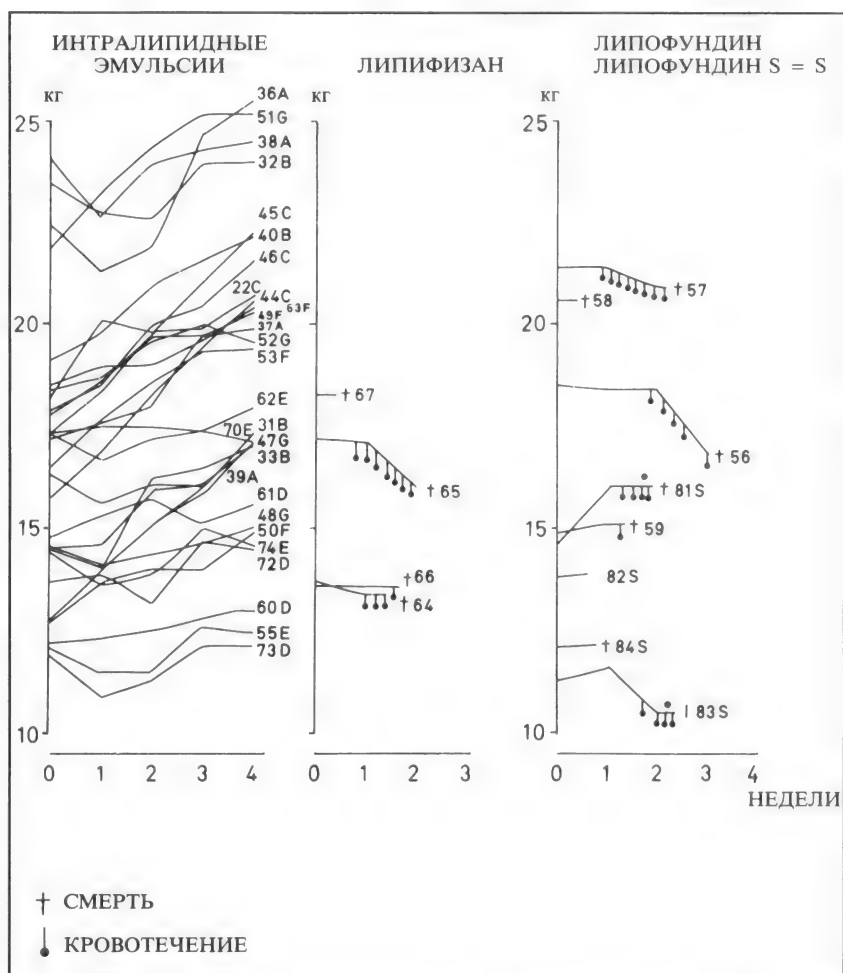 ИНТРАЛИПИДНЫЕ
ЭМУЛЬСИИ
кг
25
20
15
10
36A
51G
38A
32B
45C
40B
46C
22C
44C
49F 63F
37A
52G
53F
62E
31B
70E
47G
33B
39A
61D
48G
50F
74E
72D
60D
55E
73D
0 1 2 3 4
ЛИПИФИЗАН
кг
†67
†65
†66
†64
0 1 2 3
ЛИПОФУНДИН
ЛИПОФУНДИН S = S
кг
25
20
15
10
†57
†58
†56
†81S
†59
82S
†84S
I 83S
0 1 2 3 4
НЕДЕЛИ
† СМЕРТЬ
КРОВОТЕЧЕНИЕ